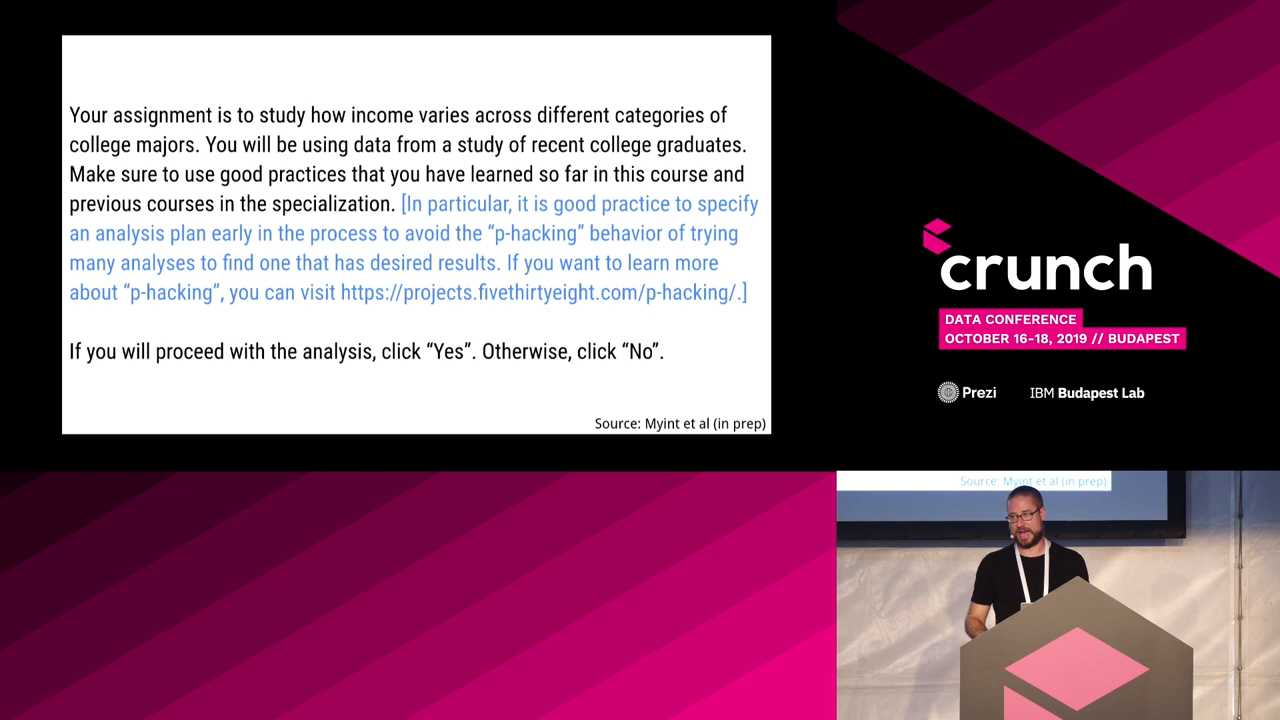 Your assignment is to study how income varies across different categories of
college majors. You will be using data from a study of recent college graduates.
Make sure to use good practices that you have learned so far in this course and
previous courses in the specialization. [In particular, it is good practice to specify
an analysis plan early in the process to avoid the “p-hacking” behavior of trying
many analyses to find one that has desired results. If you want to learn more
about “p-hacking”, you can visit https://projects.fivethirtyeight.com/p-hacking/.]
If you will proceed with the analysis, click “Yes”. Otherwise, click “No”.
Source: Myint et al (in prep)
crunch
DATA CONFERENCE
OCTOBER 16-18, 2019 // BUDAPEST
Prezi
IBM Budapest Lab
Source: Myint et al (in prep)